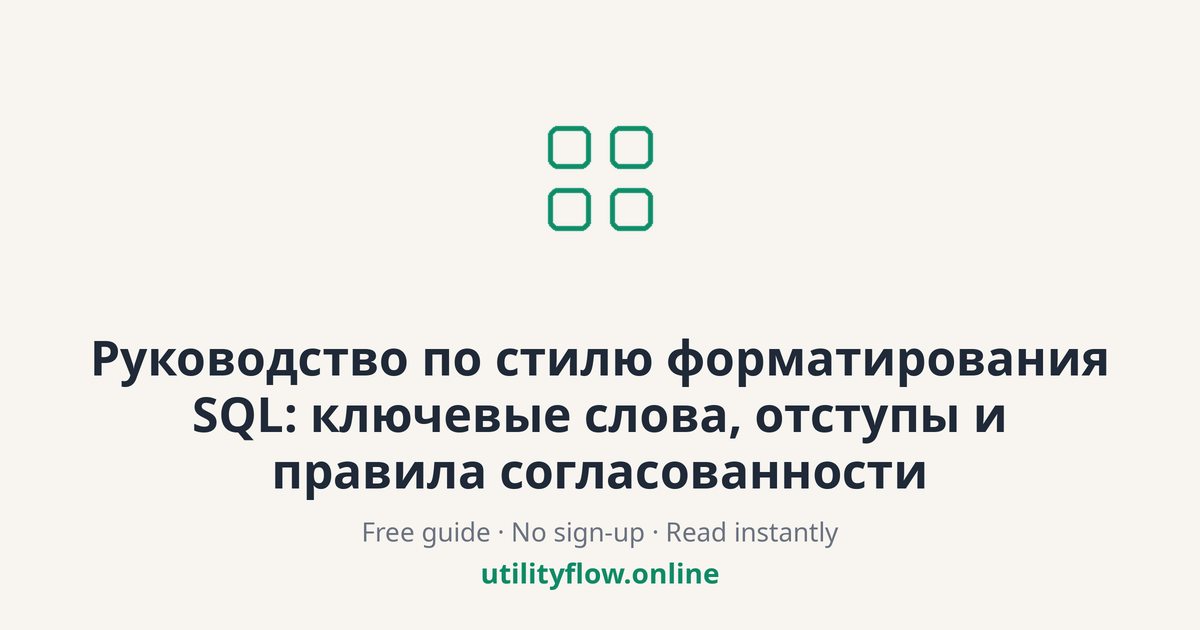 Руководство по стилю форматирования
SQL: ключевые слова, отступы и
правила согласованности
Free guide · No sign-up · Read instantly
utilityflow.online